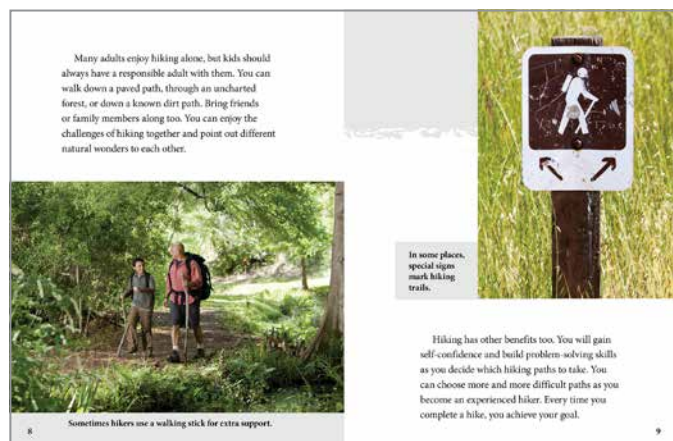 Many adults enjoy hiking alone, but kids should
always have a responsible adult with them. You can
walk down a paved path, through an uncharted
forest, or down a known dirt path. Bring friends
or family members along too. You can enjoy the
challenges of hiking together and point out different
natural wonders to each other.
Sometimes hikers use a walking stick for extra support.
8
In some places,
special signs
mark hiking
trails.
Hiking has other benefits too. You will gain
self-confidence and build problem-solving skills
as you decide which hiking paths to take. You
can choose more and more difficult paths as you
become an experienced hiker. Every time you
complete a hike, you achieve your goal.
9